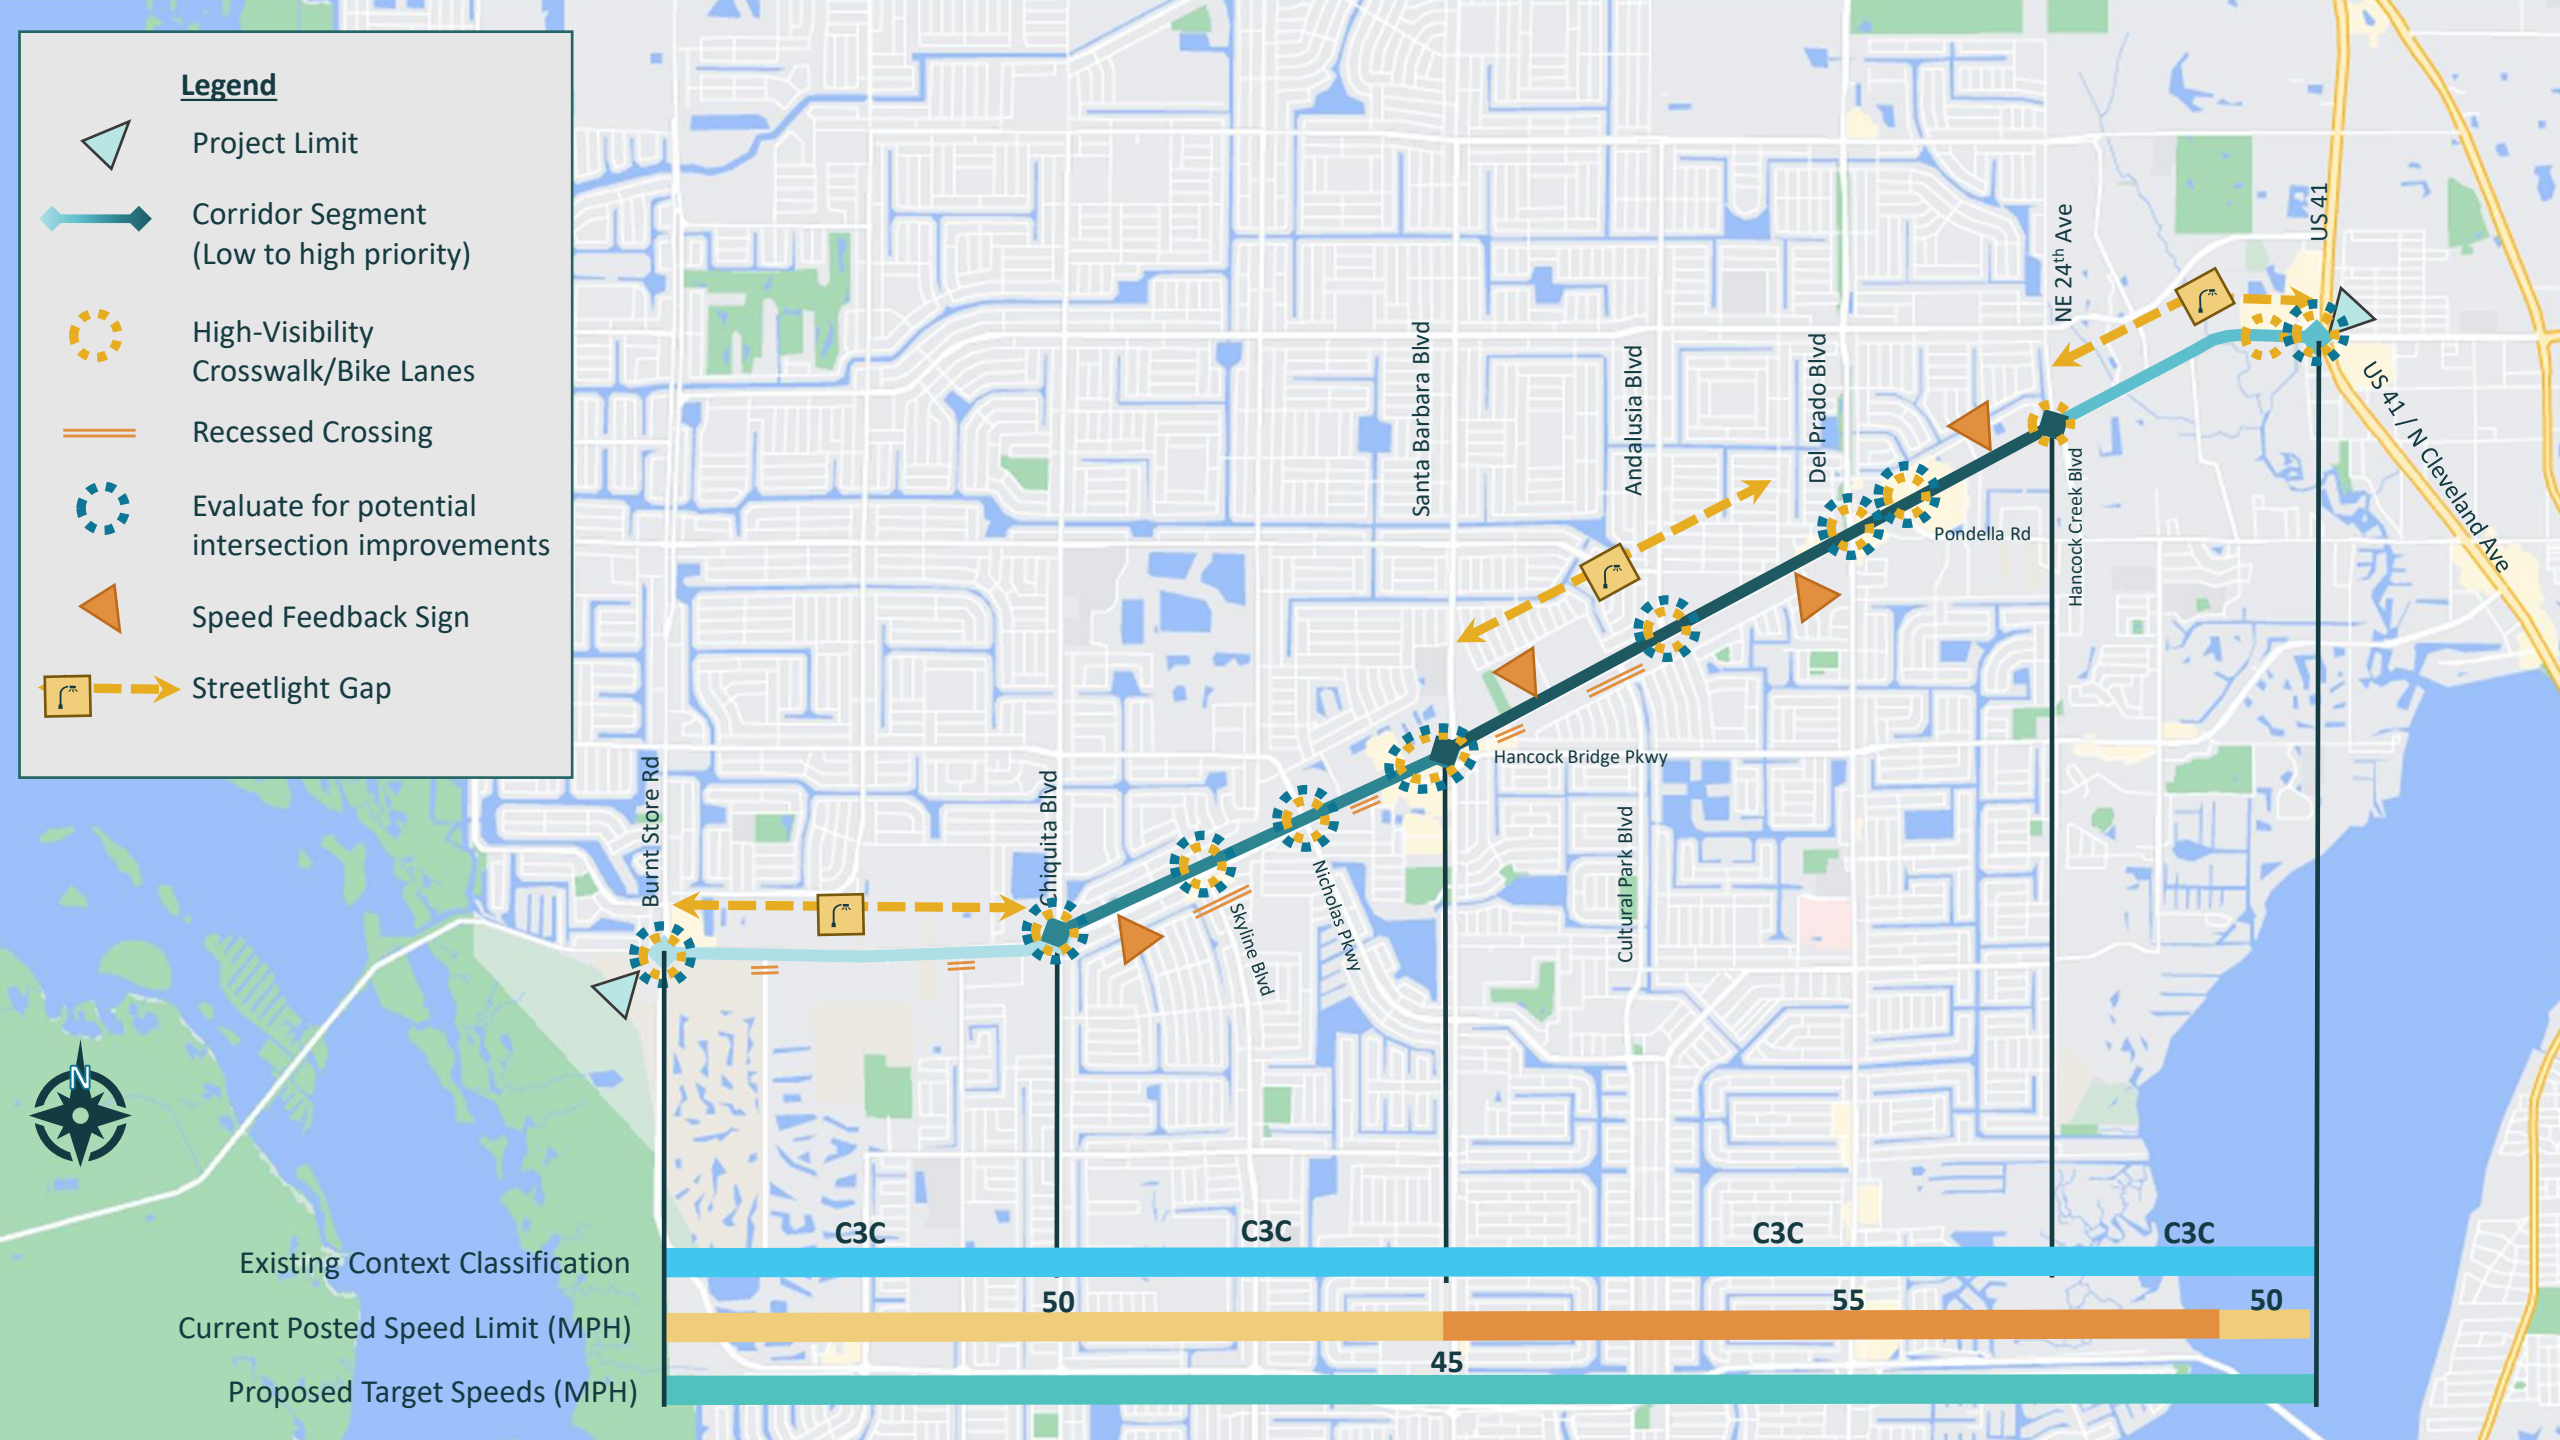 Legend
Project Limit
Corridor Segment
(Low to high priority)
High-Visibility
Crosswalk/Bike Lanes
Recessed Crossing
Evaluate for potential
intersection improvements
Speed Feedback Sign
Streetlight Gap
US 41
NE 24th Ave
Santa Barbara Blvd
Andalusia Blvd
Del Prado Blvd
US 41 / N Cleveland Ave
Pondella Rd
Hancock Creek Blvd
Hancock Bridge Pkwy
Burnt Store Rd
Chiquita Blvd
Skyline Blvd
Nicholas Pkwy
Cultural Park Blvd
N
C3C C3C C3C C3C
Existing Context Classification
50 55 50
Current Posted Speed Limit (MPH)
45
Proposed Target Speeds (MPH)